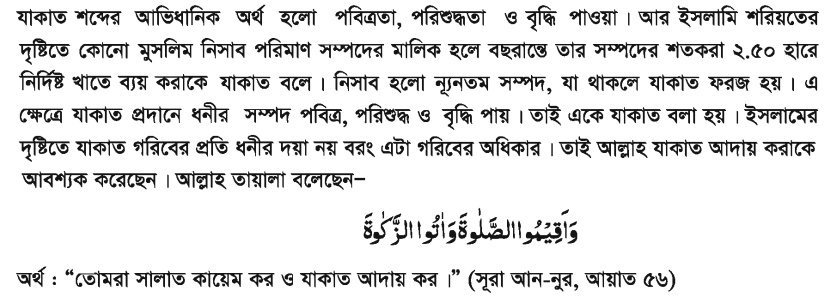 যাকাত শব্দের আভিধানিক অর্থ হলো পবিত্রতা, পরিশুদ্ধতা ও বৃদ্ধি পাওয়া। আর ইসলামি শরিয়তের
দৃষ্টিতে কোনো মুসলিম নিসাব পরিমাণ সম্পদের মালিক হলে বছরান্তে তার সম্পদের শতকরা ২.৫০ হারে
নির্দিষ্ট খাতে ব্যয় করাকে যাকাত বলে। নিসাব হলো ন্যূনতম সম্পদ, যা থাকলে যাকাত ফরজ হয়। এ
ক্ষেত্রে যাকাত প্রদানে ধনীর সম্পদ পবিত্র, পরিশুদ্ধ ও বৃদ্ধি পায়। তাই একে যাকাত বলা হয়। ইসলামের
দৃষ্টিতে যাকাত গরিবের প্রতি ধনীর দয়া নয় বরং এটা গরিবের অধিকার। তাই আল্লাহ যাকাত আদায় করাকে
আবশ্যক করেছেন। আল্লাহ তায়ালা বলেছেন–
وَاَقِيْمُوا الصَّلٰوةَ وَاٰتُوا الزَّكٰوةَ
অর্থ : “তোমরা সালাত কায়েম কর ও যাকাত আদায় কর।” (সূরা আন-নুর, আয়াত ৫৬)